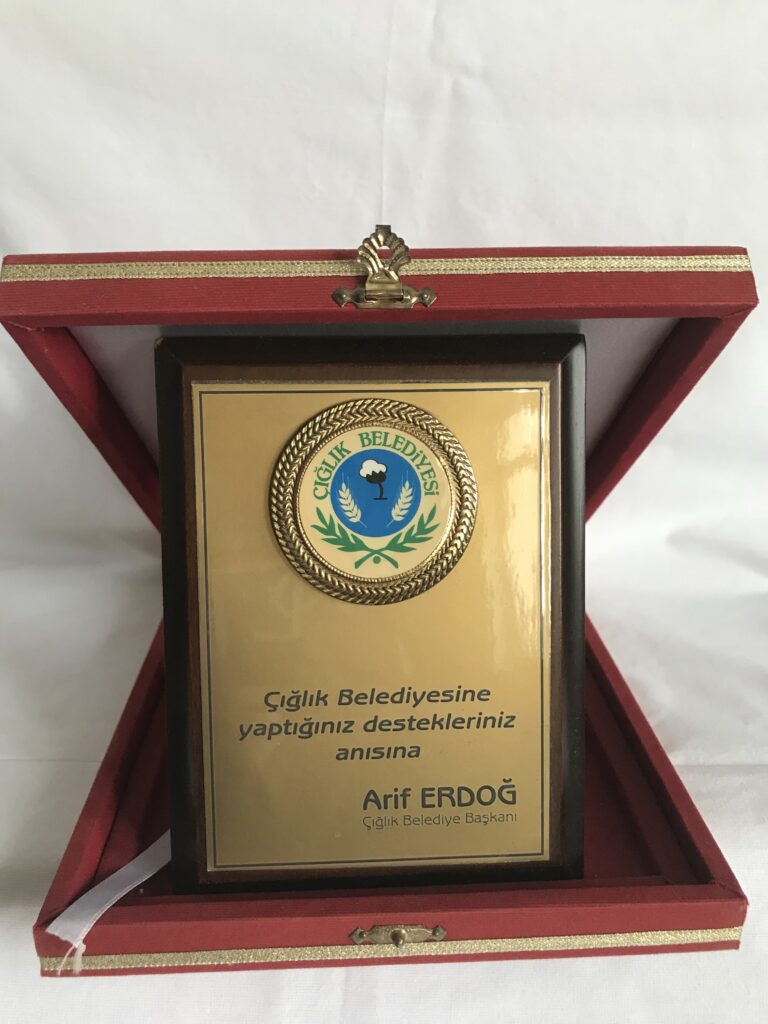 ÇIĞLIK BELEDİYESİ
Çığlık Belediyesine
yaptığınız destekleriniz
anısına
Arif ERDOĞ
Çığlık Belediye Başkanı